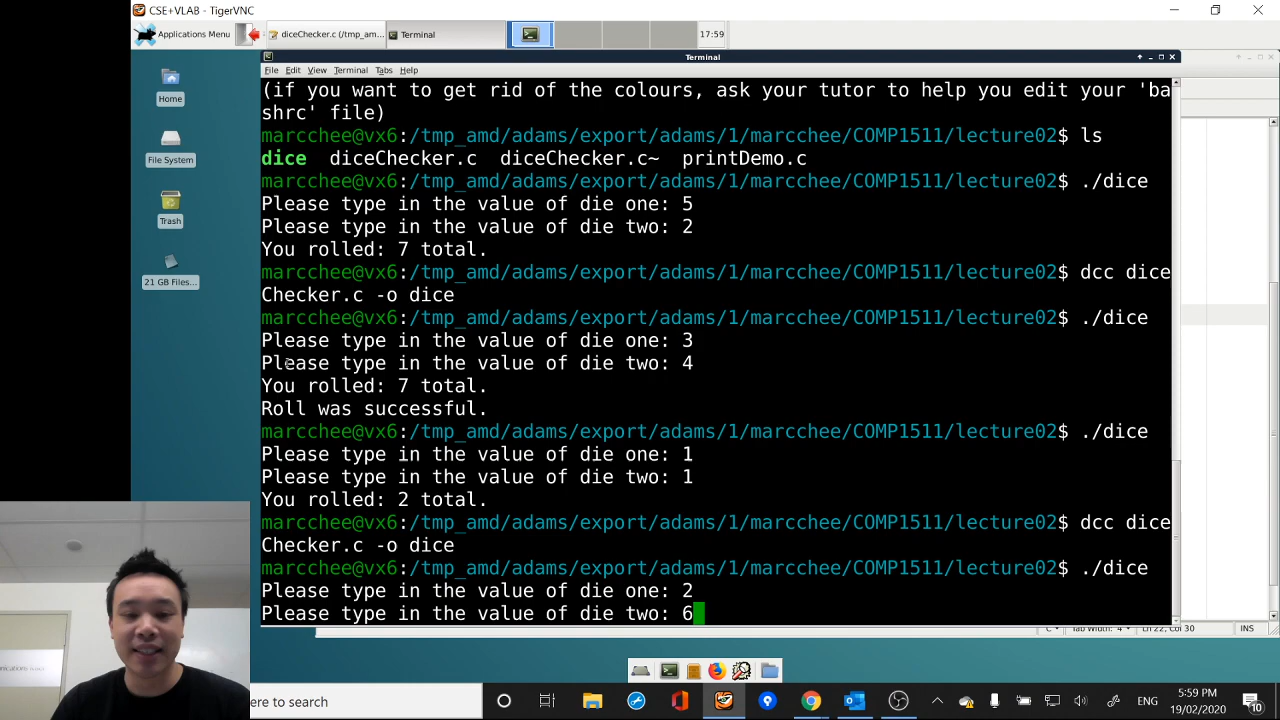 CSE+VLAB - TigerVNC
Applications Menu
diceChecker.c (/tmp_am...
Terminal
17:59
Terminal
File Edit View Terminal Tabs Help
(if you want to get rid of the colours, ask your tutor to help you edit your 'ba
shrc' file)
marcchee@vx6:/tmp_amd/adams/export/adams/1/marcchee/COMP1511/lecture02$ ls
dice diceChecker.c diceChecker.c~ printDemo.c
marcchee@vx6:/tmp_amd/adams/export/adams/1/marcchee/COMP1511/lecture02$ ./dice
Please type in the value of die one: 5
Please type in the value of die two: 2
You rolled: 7 total.
marcchee@vx6:/tmp_amd/adams/export/adams/1/marcchee/COMP1511/lecture02$ dcc dice
Checker.c -o dice
marcchee@vx6:/tmp_amd/adams/export/adams/1/marcchee/COMP1511/lecture02$ ./dice
Please type in the value of die one: 3
Please type in the value of die two: 4
You rolled: 7 total.
Roll was successful.
marcchee@vx6:/tmp_amd/adams/export/adams/1/marcchee/COMP1511/lecture02$ ./dice
Please type in the value of die one: 1
Please type in the value of die two: 1
You rolled: 2 total.
marcchee@vx6:/tmp_amd/adams/export/adams/1/marcchee/COMP1511/lecture02$ dcc dice
Checker.c -o dice
marcchee@vx6:/tmp_amd/adams/export/adams/1/marcchee/COMP1511/lecture02$ ./dice
Please type in the value of die one: 2
Please type in the value of die two: 6
Home
File System
Trash
21 GB Files...
C Tab Width: 4 Ln 22, Col 30 INS
ere to search
ENG
5:59 PM
19/02/2020
10